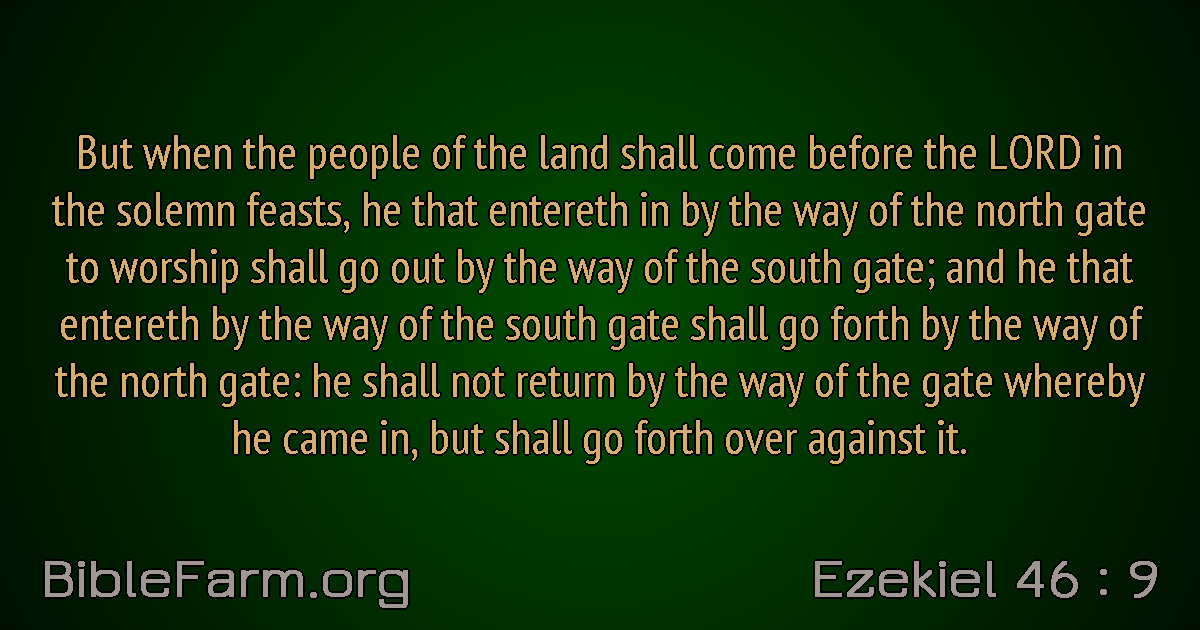 But when the people of the land shall come before the LORD in
the solemn feasts, he that entereth in by the way of the north gate
to worship shall go out by the way of the south gate; and he that
entereth by the way of the south gate shall go forth by the way of
the north gate: he shall not return by the way of the gate whereby
he came in, but shall go forth over against it.
BibleFarm.org
Ezekiel 46 : 9